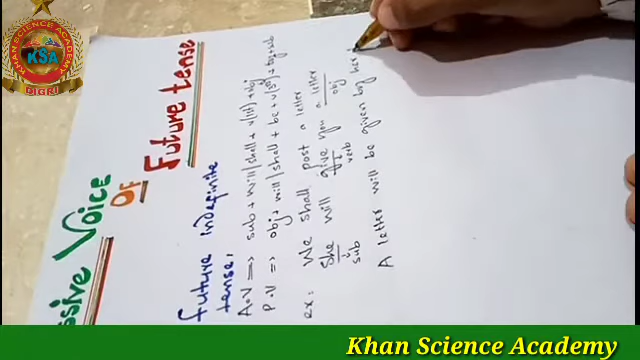 KHAN SCIENCE ACADEMY
KSA
DIGRI
ssive Voice
OF
Future tense
Future indefinite
tense,
A.V => sub + will/shall + v(1st) + obj
P.V => obj + will/shall + be + v(3rd) + by + sub
ex: We shall post a letter
She will give you a letter
sub verb obj
A letter will be given by her
Khan Science Academy